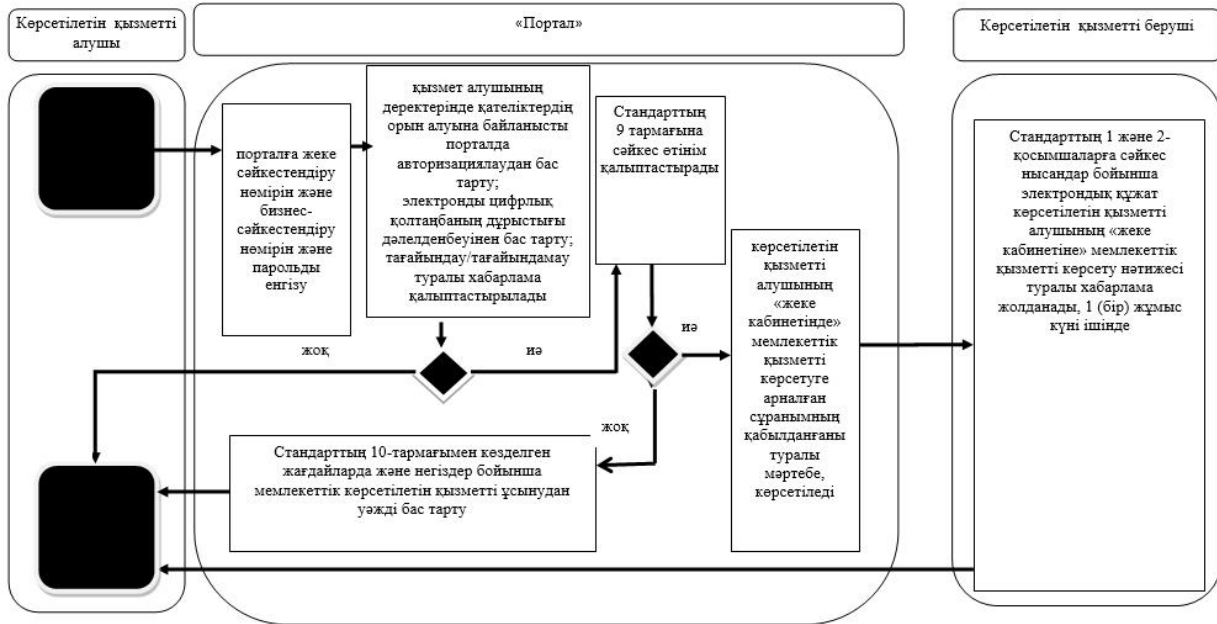 Көрсетілетін қызметті
алушы
«Портал»
Көрсетілетін қызметті беруші
порталға жеке
сәйкестендіру
нөмірін және
бизнес-
сәйкестендіру
нөмірін және
парольды
енгізу
қызмет алушының
деректерінде қателіктердің
орын алуына байланысты
порталда
авторизациялаудан бас
тарту;
электронды цифрлық
қолтаңбаның дұрыстығы
дәлелденбеуінен бас тарту;
тағайындау/тағайындамау
туралы хабарлама
қалыптастырылады
Стандарттың
9 тармағына
сәйкес өтінім
қалыптастырады
көрсетілетін
қызметті
алушының
«жеке
кабинетінде»
мемлекеттік
қызметті
көрсетуге
арналған
сұранымның
қабылданғаны
туралы
мәртебе,
көрсетіледі
Стандарттың 1 және 2-
қосымшаларға сәйкес
нысандар бойынша
электрондық құжат
көрсетілетін қызметті
алушының «жеке
кабинетіне» мемлекеттік
қызметті көрсету нәтижесі
туралы хабарлама
жолданады, 1 (бір) жұмыс
күні ішінде
жоқ
иә
иә
жоқ
Стандарттың 10-тармағымен көзделген
жағдайларда және негіздер бойынша
мемлекеттік көрсетілетін қызметті ұсынудан
уәжді бас тарту